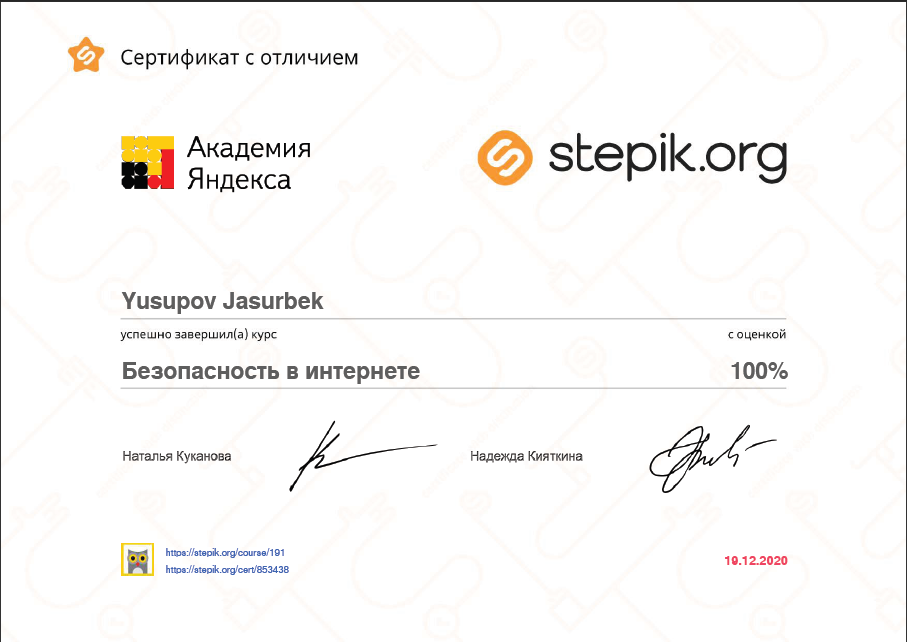 Сертификат с отличием
Академия
Яндекса
stepik.org
Yusupov Jasurbek
успешно завершил(а) курс
с оценкой
Безопасность в интернете
100%
Наталья Куканова
Надежда Кияткина
https://stepik.org/course/191
https://stepik.org/cert/853438
19.12.2020